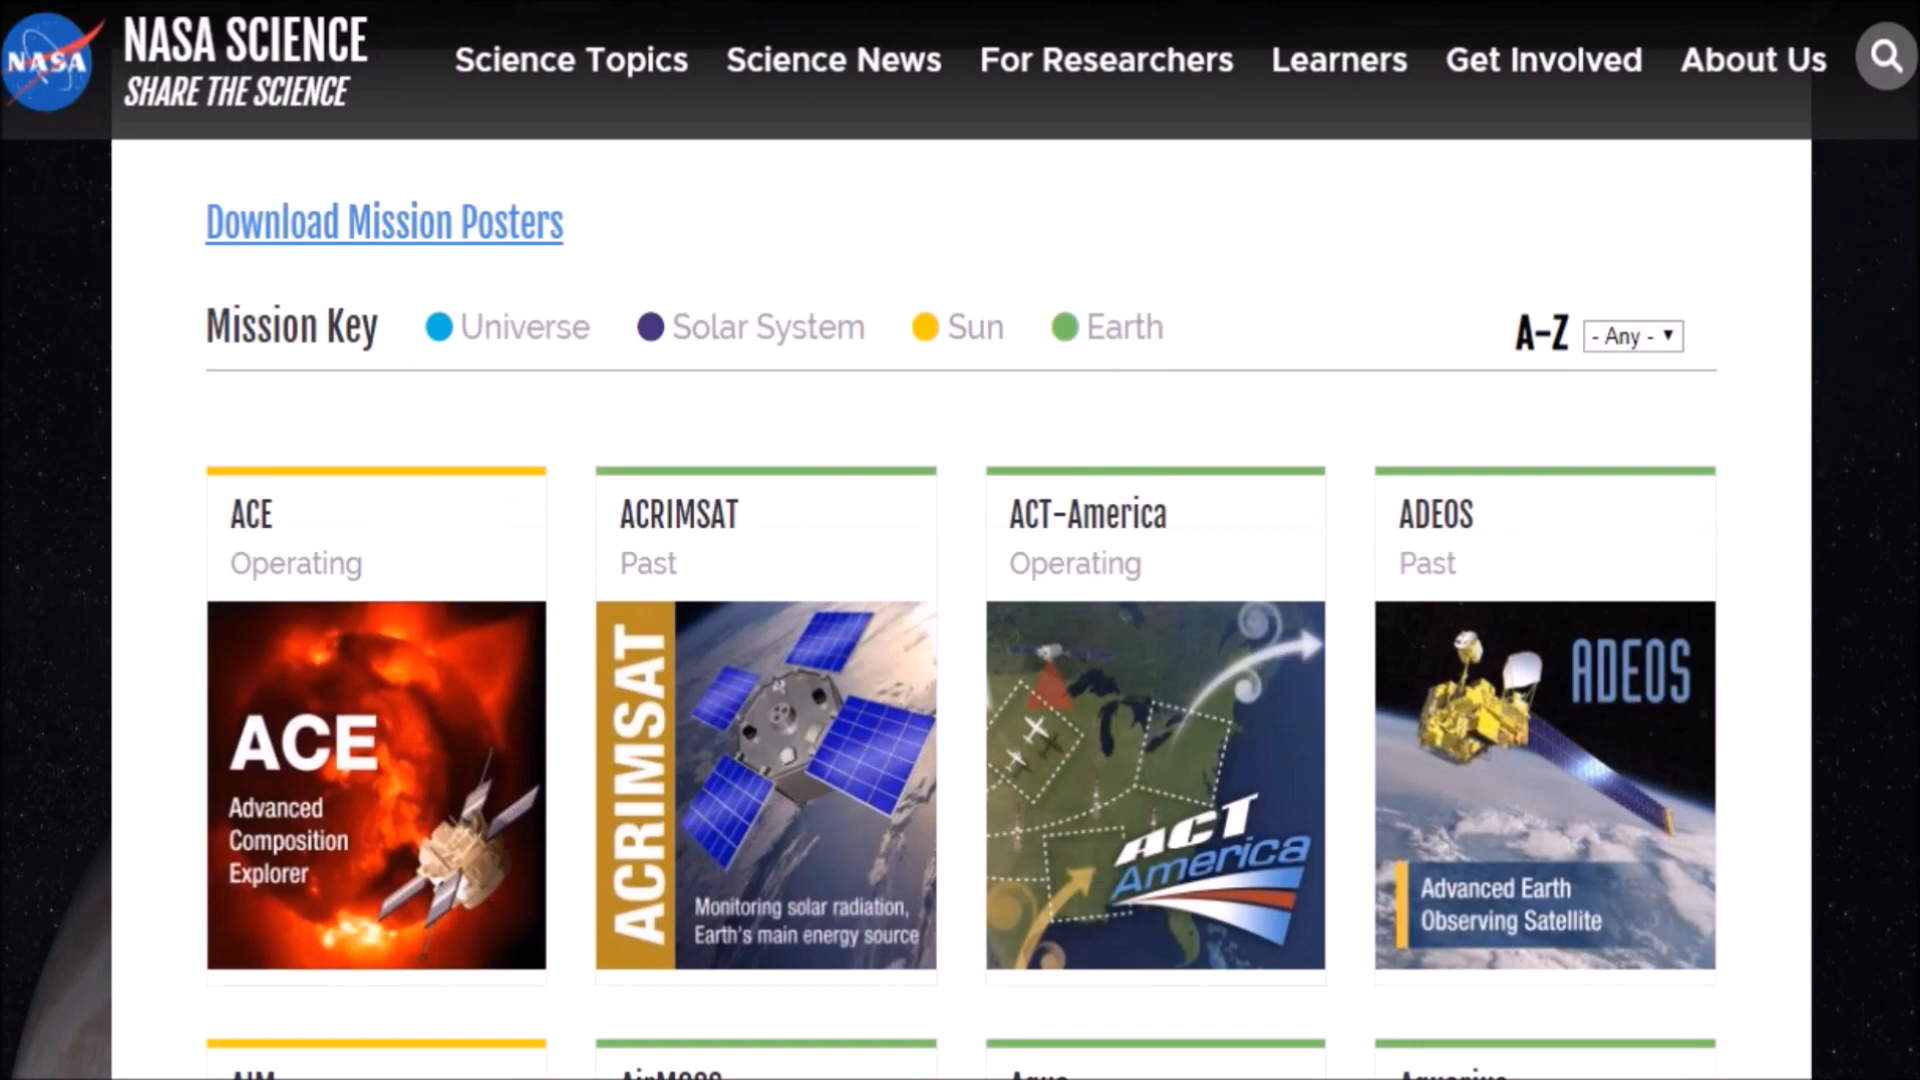 NASA
NASA SCIENCE
SHARE THE SCIENCE
Science Topics
Science News
For Researchers
Learners
Get Involved
About Us
Download Mission Posters
Mission Key
Universe
Solar System
Sun
Earth
A-Z
- Any -
ACE
Operating
ACE
Advanced
Composition
Explorer
ACRIMSAT
Past
ACRIMSAT
Monitoring solar radiation,
Earth's main energy source
ACT-America
Operating
ACT
America
ADEOS
Past
ADEOS
Advanced Earth
Observing Satellite